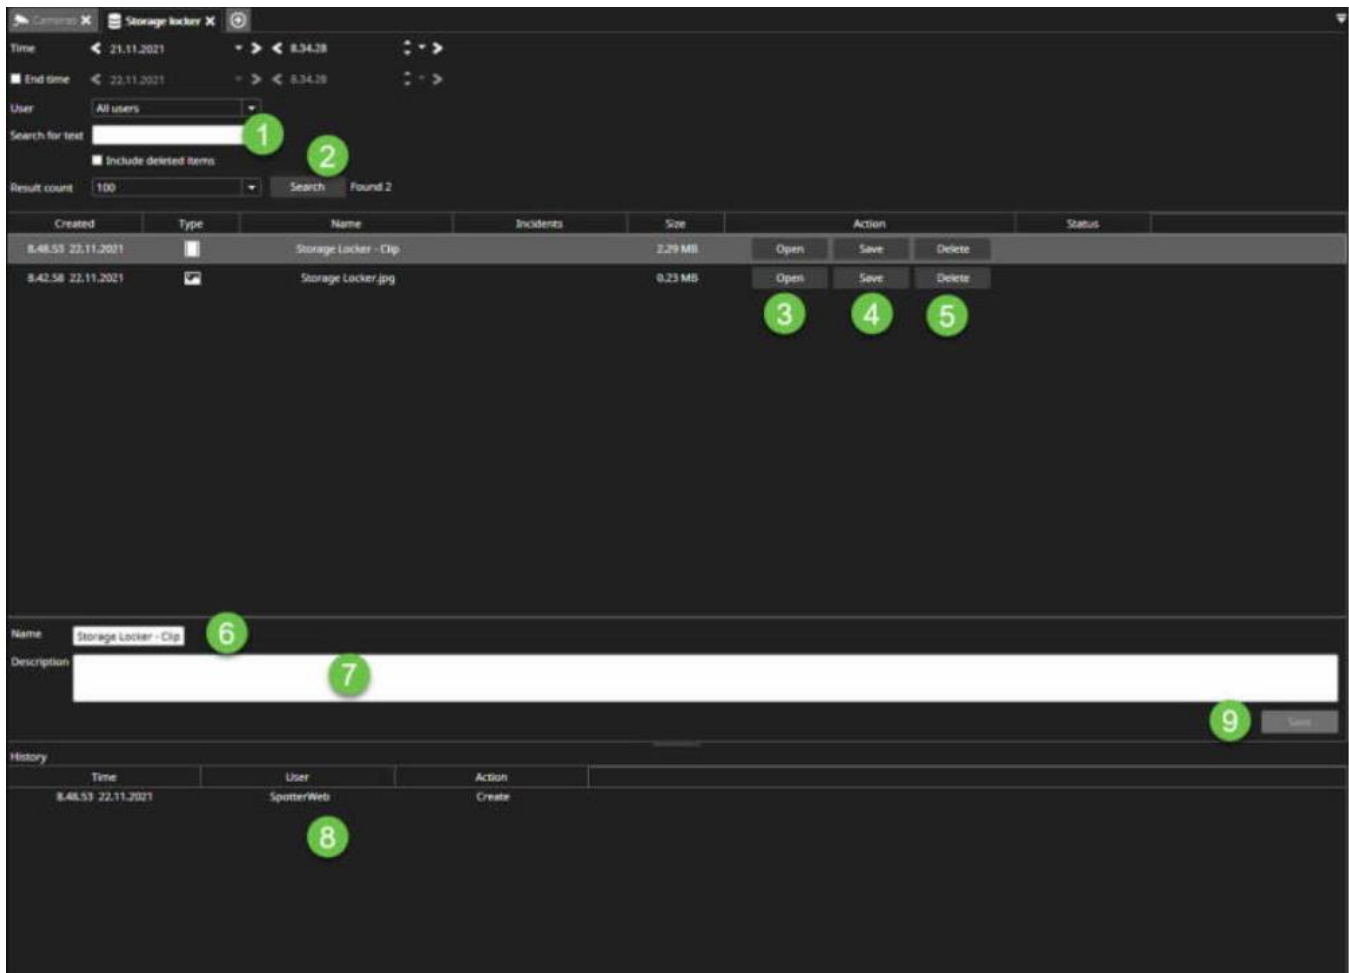 Cameras Storage locker
Time 21.11.2021 8.34.28
End time 22.11.2021 8.34.28
User All users
Search for text 1
Include deleted items 2
Result count 100 Search Found 2
Created Type Name Incidents Size Action Status
8.48.53 22.11.2021 Storage Locker - Clip 2.29 MB Open Save Delete
8.42.58 22.11.2021 Storage Locker.jpg 0.23 MB Open Save Delete
3 4 5
Name Storage Locker - Clip 6
Description 7
9 Save
History
Time User Action
8.48.53 22.11.2021 SpotterWeb Create
8